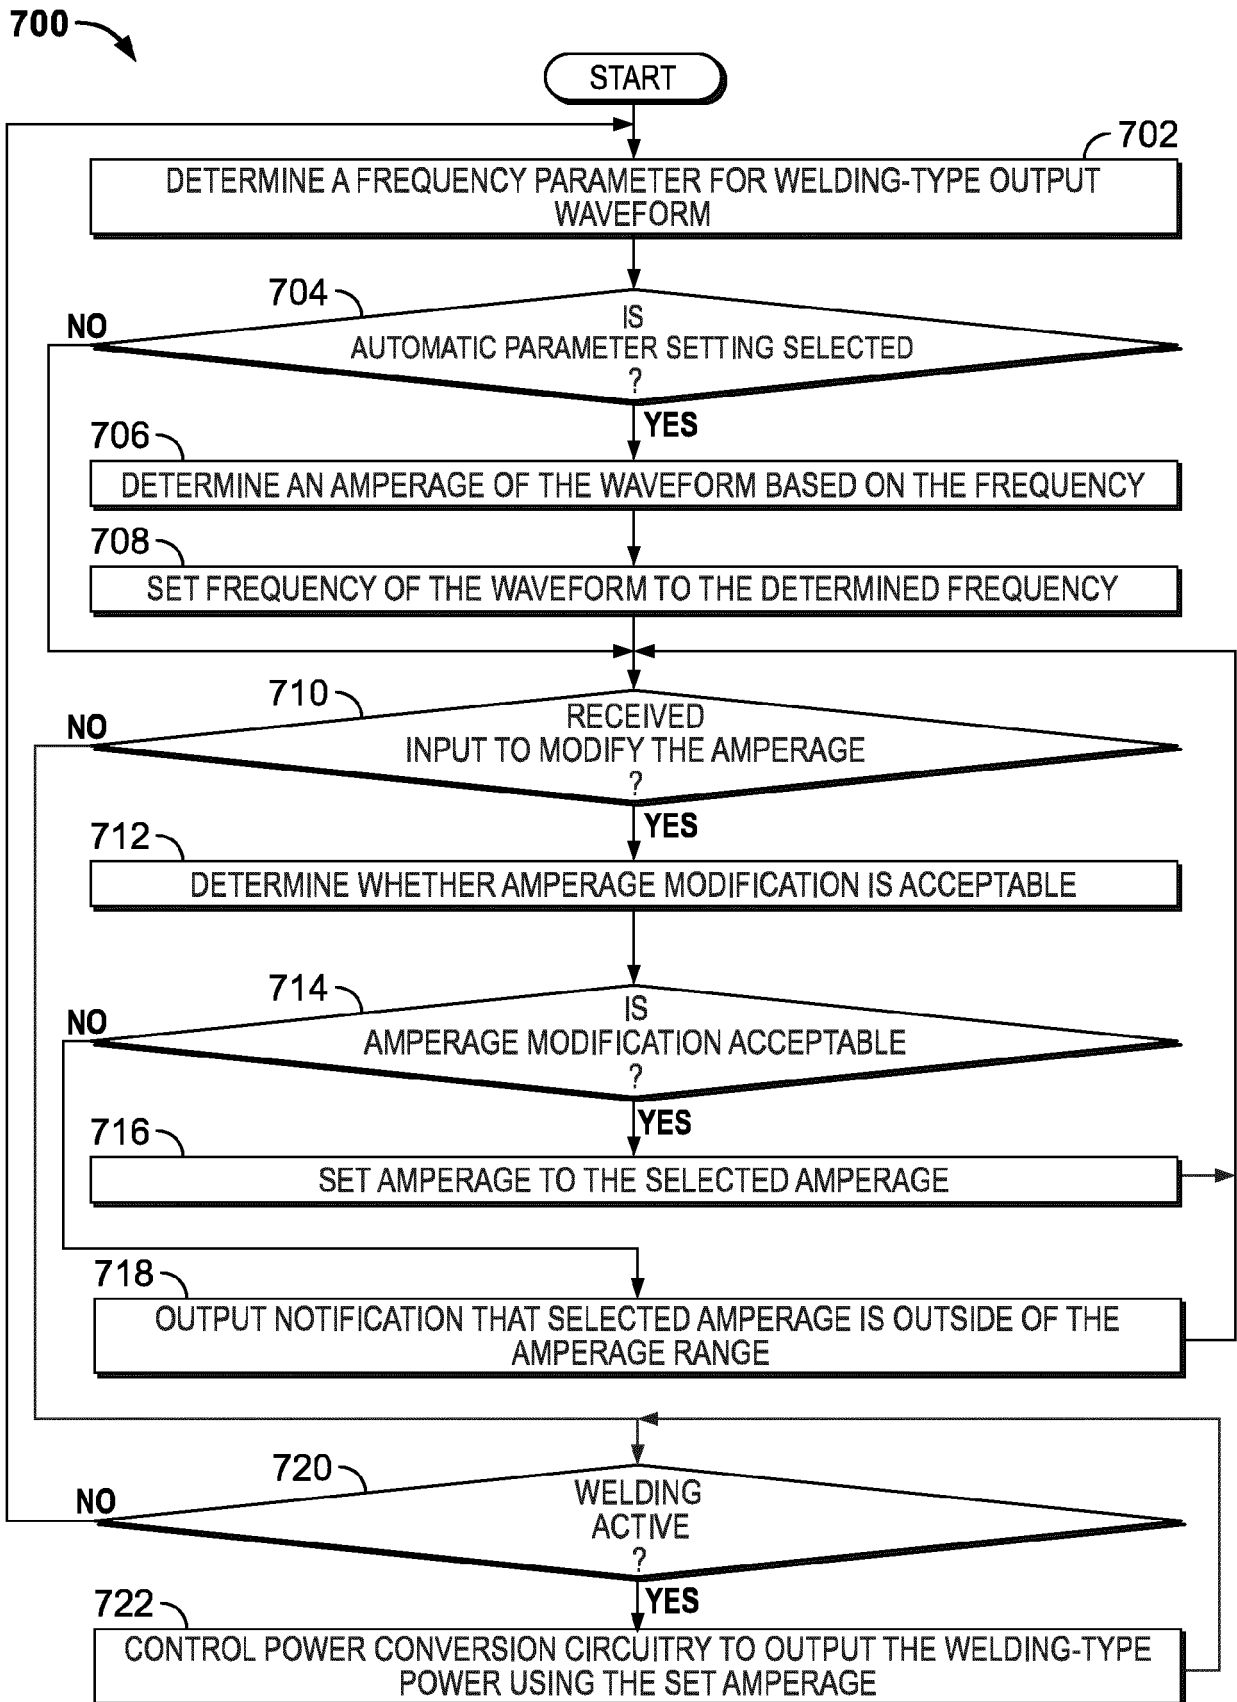 700
START
702
DETERMINE A FREQUENCY PARAMETER FOR WELDING-TYPE OUTPUT
WAVEFORM
704
NO
IS
AUTOMATIC PARAMETER SETTING SELECTED
?
YES
706
DETERMINE AN AMPERAGE OF THE WAVEFORM BASED ON THE FREQUENCY
708
SET FREQUENCY OF THE WAVEFORM TO THE DETERMINED FREQUENCY
710
NO
RECEIVED
INPUT TO MODIFY THE AMPERAGE
?
YES
712
DETERMINE WHETHER AMPERAGE MODIFICATION IS ACCEPTABLE
714
NO
IS
AMPERAGE MODIFICATION ACCEPTABLE
?
YES
716
SET AMPERAGE TO THE SELECTED AMPERAGE
718
OUTPUT NOTIFICATION THAT SELECTED AMPERAGE IS OUTSIDE OF THE
AMPERAGE RANGE
720
NO
WELDING
ACTIVE
?
YES
722
CONTROL POWER CONVERSION CIRCUITRY TO OUTPUT THE WELDING-TYPE
POWER USING THE SET AMPERAGE